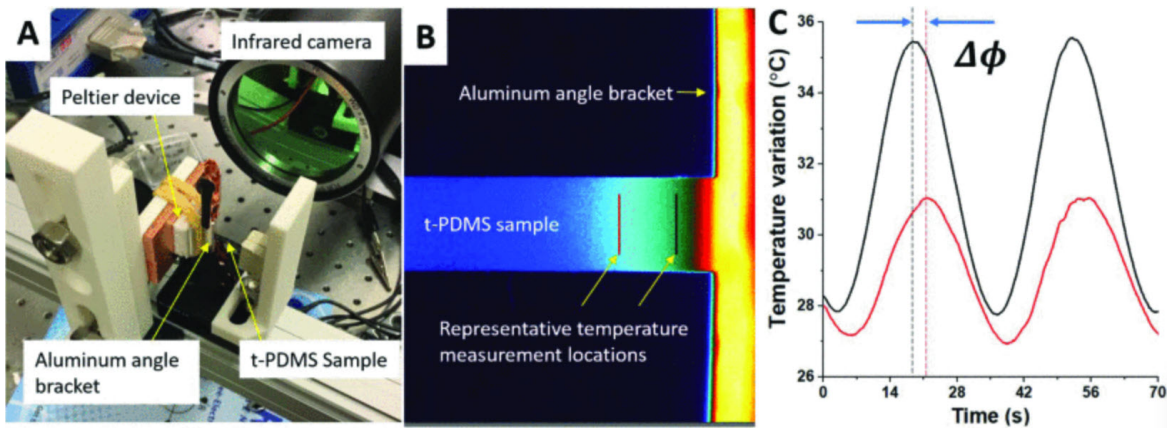 A
Infrared camera
Peltier device
Aluminum angle
bracket
t-PDMS Sample
B
Aluminum angle bracket
t-PDMS sample
Representative temperature
measurement locations
C
Δϕ
Temperature variation (°C)
36
34
32
30
28
26
0
14
28
42
56
70
Time (s)